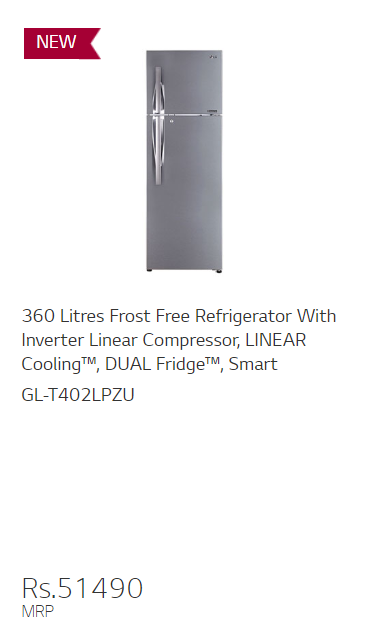 NEW
360 Litres Frost Free Refrigerator With
Inverter Linear Compressor, LINEAR
Cooling™, DUAL Fridge™, Smart
GL-T402LPZU
Rs.51490
MRP